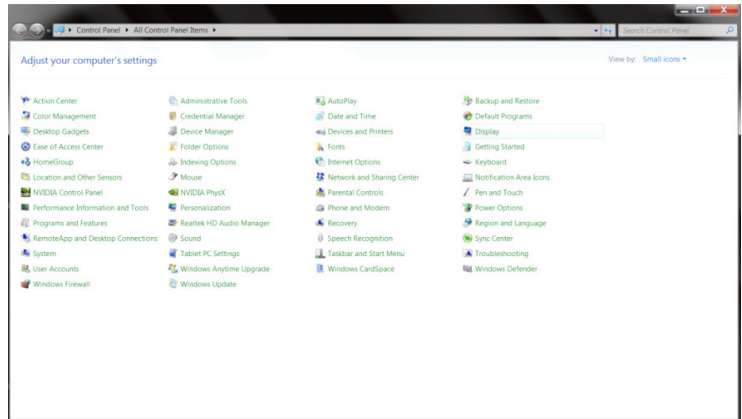 Control Panel All Control Panel Items
Search Control Panel
Adjust your computer's settings
View by: Small icons
Action Center Administrative Tools AutoPlay Backup and Restore
Color Management Credential Manager Date and Time Default Programs
Desktop Gadgets Device Manager Devices and Printers Display
Ease of Access Center Folder Options Fonts Getting Started
HomeGroup Indexing Options Internet Options Keyboard
Location and Other Sensors Mouse Network and Sharing Center Notification Area Icons
NVIDIA Control Panel NVIDIA PhysX Parental Controls Pen and Touch
Performance Information and Tools Personalization Phone and Modem Power Options
Programs and Features Realtek HD Audio Manager Recovery Region and Language
RemoteApp and Desktop Connections Sound Speech Recognition Sync Center
System Tablet PC Settings Taskbar and Start Menu Troubleshooting
User Accounts Windows Anytime Upgrade Windows CardSpace Windows Defender
Windows Firewall Windows Update